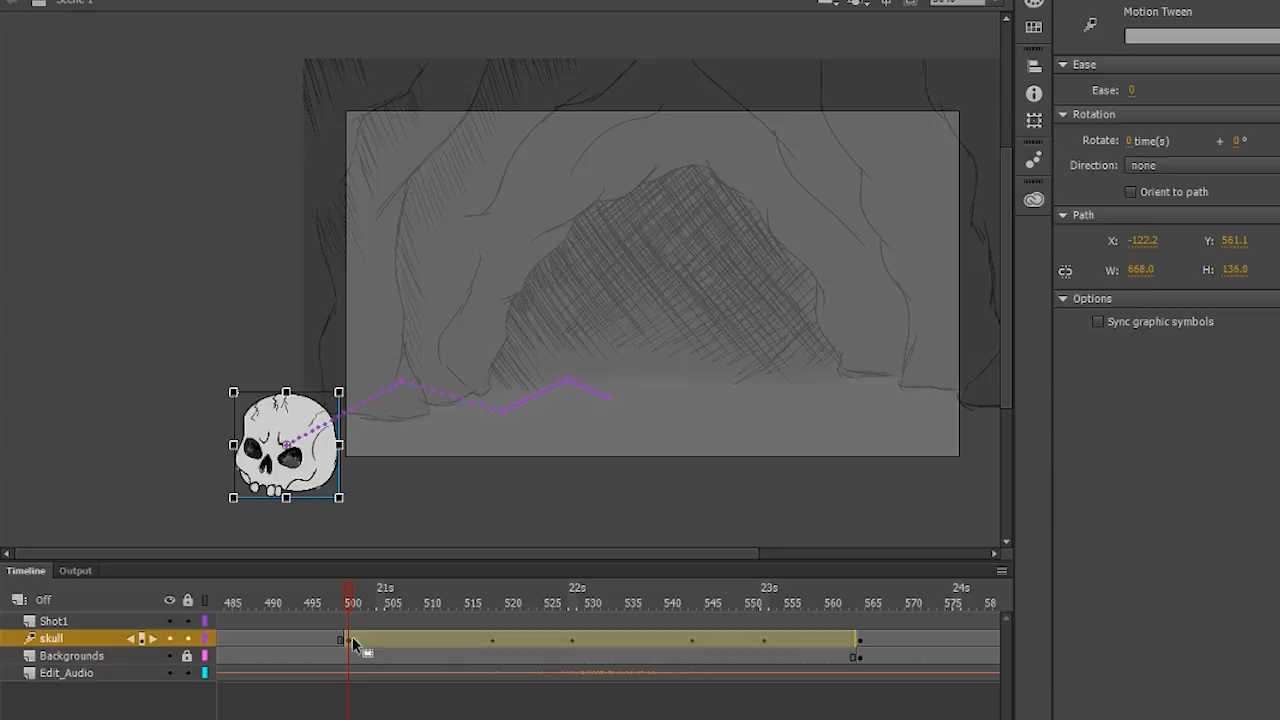 Scene 1
Motion Tween
Ease
Ease: 0
Rotation
Rotate: 0 time(s) + 0 °
Direction: none
Orient to path
Path
X: -122.2 Y: 561.1
W: 668.0 H: 136.0
Options
Sync graphic symbols
Timeline Output
21s 22s 23s 24s
Off 485 490 495 500 505 510 515 520 525 530 535 540 545 550 555 560 565 570 575 58
Shot1
skull
Backgrounds
Edit_Audio